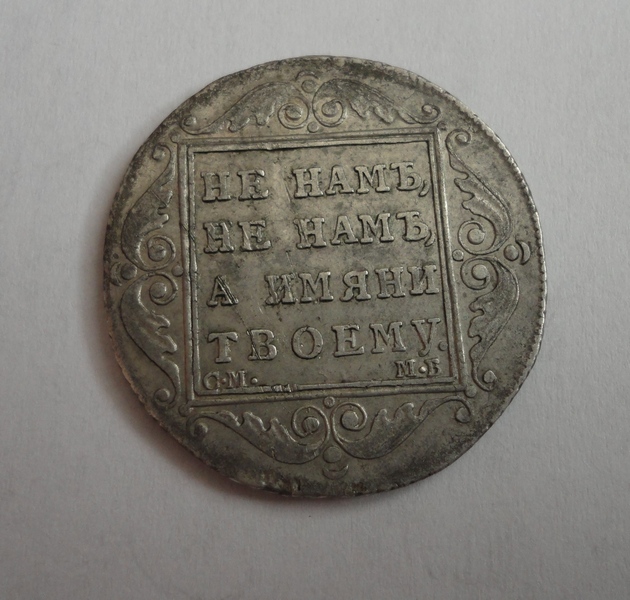 НЕ НАМЪ,
НЕ НАМЪ,
А ИМЯНИ
ТВОЕМУ.
С·М· М·Б